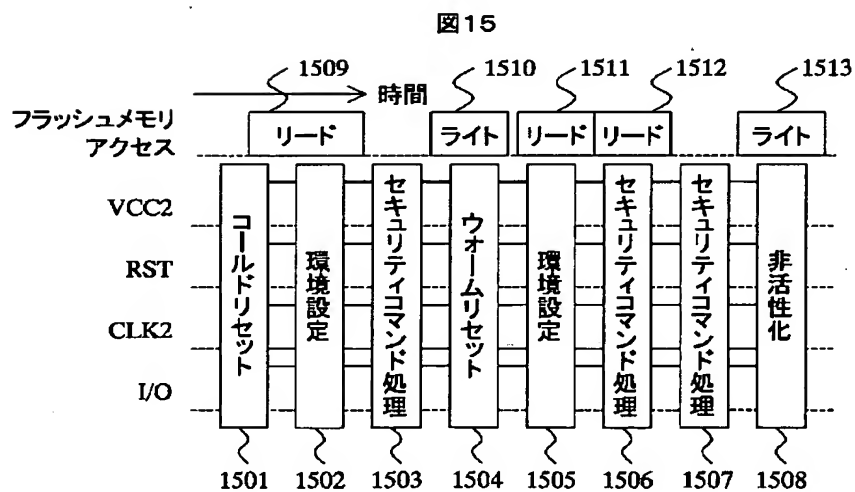 図15
1509
1510
1511
1512
1513
時間
フラッシュメモリ
アクセス
リード
ライト
リード
リード
ライト
VCC2
RST
CLK2
I/O
コールドリセット
環境設定
セキュリティコマンド処理
ウォームリセット
環境設定
セキュリティコマンド処理
セキュリティコマンド処理
非活性化
1501
1502
1503
1504
1505
1506
1507
1508